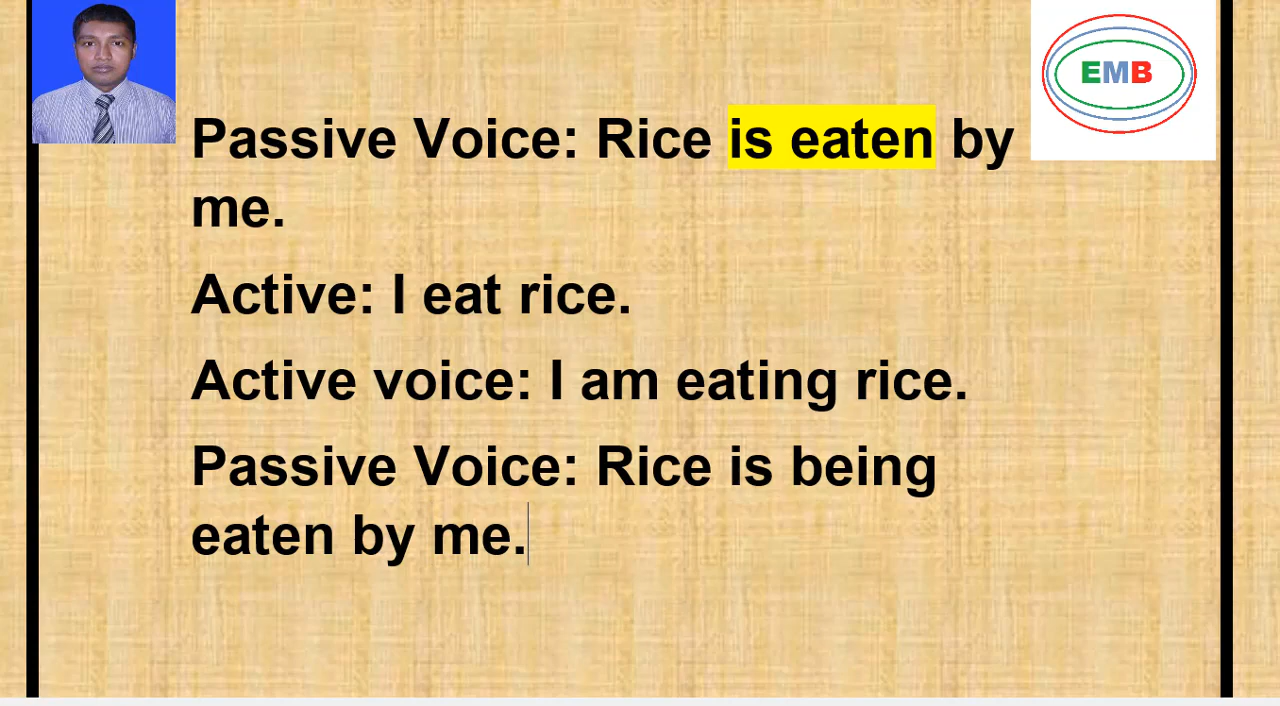 EMB
Passive Voice: Rice is eaten by
me.
Active: I eat rice.
Active voice: I am eating rice.
Passive Voice: Rice is being
eaten by me.